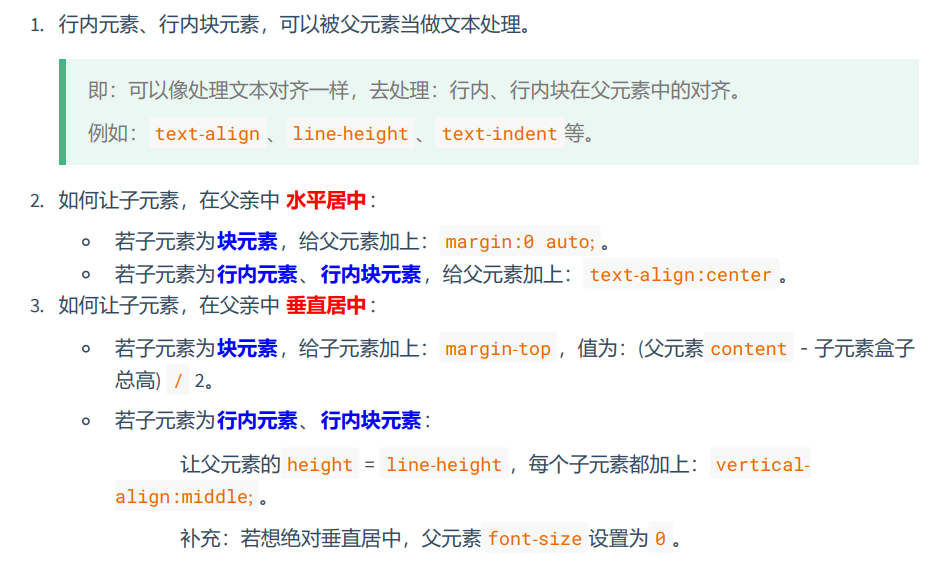 1. 行内元素、行内块元素，可以被父元素当做文本处理。
即：可以像处理文本对齐一样，去处理：行内、行内块在父元素中的对齐。
例如：text-align、line-height、text-indent等。
2. 如何让子元素，在父亲中 水平居中：
若子元素为块元素，给父元素加上：margin:0 auto;。
若子元素为行内元素、行内块元素，给父元素加上：text-align:center。
3. 如何让子元素，在父亲中 垂直居中：
若子元素为块元素，给子元素加上：margin-top，值为：(父元素 content - 子元素盒子
总高) / 2。
若子元素为行内元素、行内块元素：
让父元素的 height = line-height，每个子元素都加上：vertical-
align:middle;。
补充：若想绝对垂直居中，父元素 font-size 设置为 0。